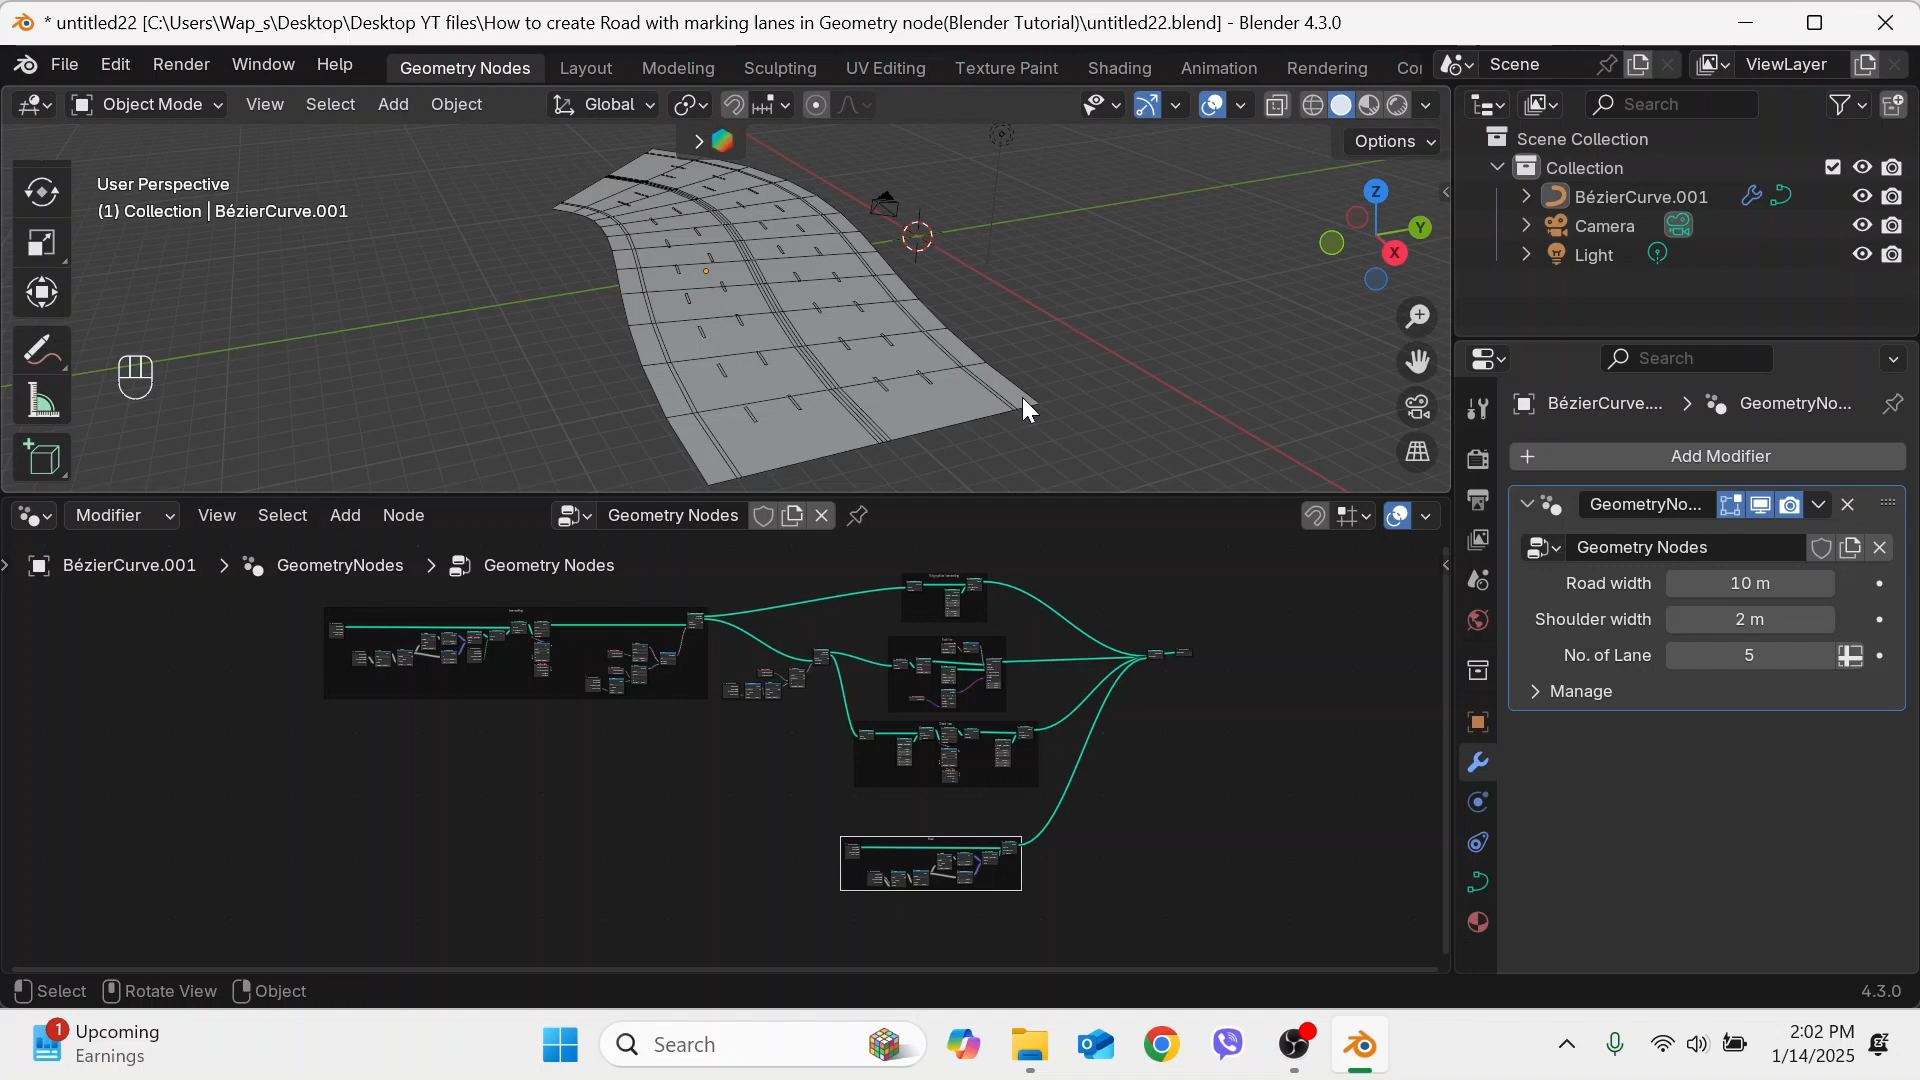 * untitled22 [C:\Users\Wap_s\Desktop\Desktop YT files\How to create Road with marking lanes in Geometry node(Blender Tutorial)\untitled22.blend] - Blender 4.3.0
File Edit Render Window Help Geometry Nodes Layout Modeling Sculpting UV Editing Texture Paint Shading Animation Rendering Co Scene ViewLayer
Object Mode View Select Add Object Global Search
Options
Scene Collection
Collection
User Perspective
(1) Collection | BézierCurve.001
BézierCurve.001
Camera
Light
Z
Y
X
Search
BézierCurve.... GeometryNo...
Add Modifier
GeometryNo...
Modifier View Select Add Node Geometry Nodes
Geometry Nodes
BézierCurve.001 GeometryNodes Geometry Nodes
Road width 10 m
Shoulder width 2 m
No. of Lane 5
Manage
Select Rotate View Object 4.3.0
1 Upcoming
Earnings
Search
2:02 PM
1/14/2025